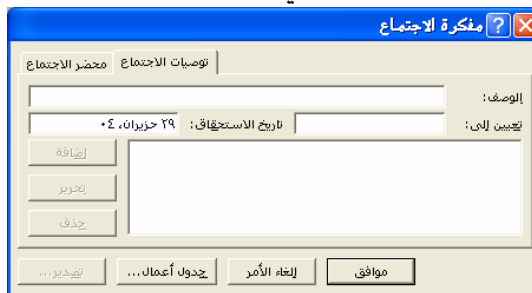 مفكرة الاجتماع
محضر الاجتماع توصيات الاجتماع
الوصف:
تعيين إلى: تاريخ الاستحقاق: ٢٩ حزيران، ٠٤
إضافة
تحرير
حذف
موافق إلغاء الأمر جدول أعمال... تصدير...